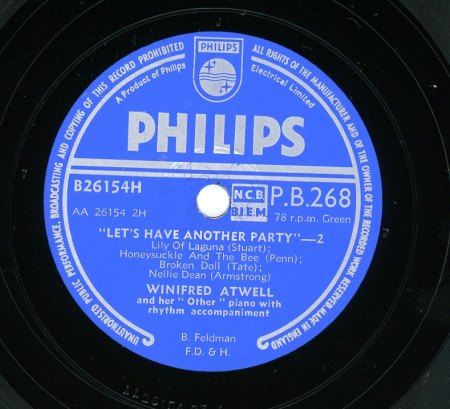 UNAUTHORISED PUBLIC PERFORMANCE, BROADCASTING AND COPYING OF THIS RECORD PROHIBITED
ALL RIGHTS OF THE MANUFACTURER AND OF THE OWNER OF THE RECORDED WORK RESERVED
MADE IN ENGLAND
PHILIPS
A Product of Philips
Electrical Limited
PHILIPS
B26154H
N.C.B.
BIEM
P.B.268
AA 26154 2H
78 r.p.m. Green
"LET'S HAVE ANOTHER PARTY"—2
Lily Of Laguna (Stuart);
Honeysuckle And The Bee (Penn);
Broken Doll (Tate);
Nellie Dean (Armstrong)
WINIFRED ATWELL
and her "Other" piano with
rhythm accompaniment
B. Feldman
F.D. & H.